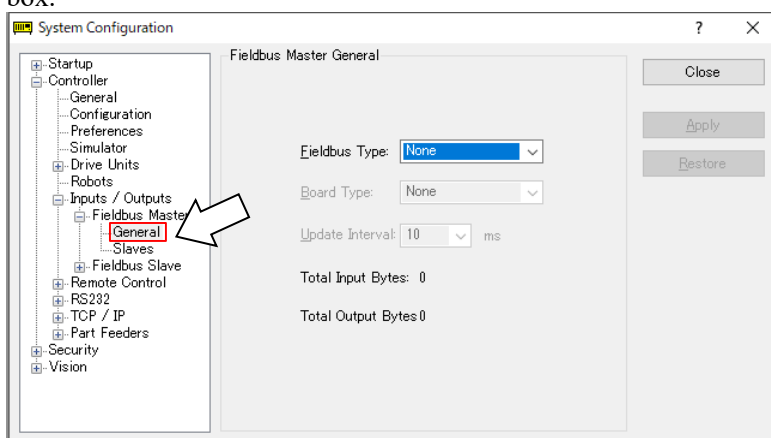 box.
System Configuration ? ×
Startup
Controller
General
Configuration
Preferences
Simulator
Drive Units
Robots
Inputs / Outputs
Fieldbus Master
General
Slaves
Fieldbus Slave
Remote Control
RS232
TCP / IP
Part Feeders
Security
Vision
Fieldbus Master General
Fieldbus Type: None
Board Type: None
Update Interval: 10 ms
Total Input Bytes: 0
Total Output Bytes 0
Close
Apply
Restore